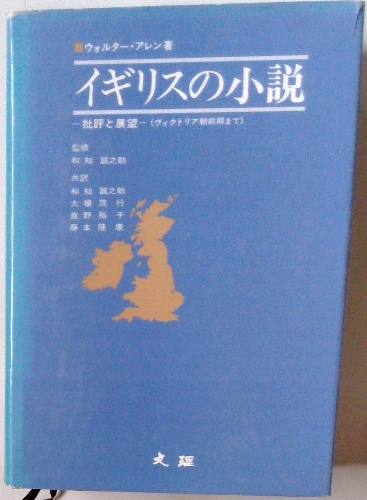 ■ウォルター・アレン著
イギリスの小説
―批評と展望―(ヴィクトリア朝前期まで)
監修
和知誠之助
共訳
和知誠之助
大榎茂行
鹿野裕子
藤本隆康
文理